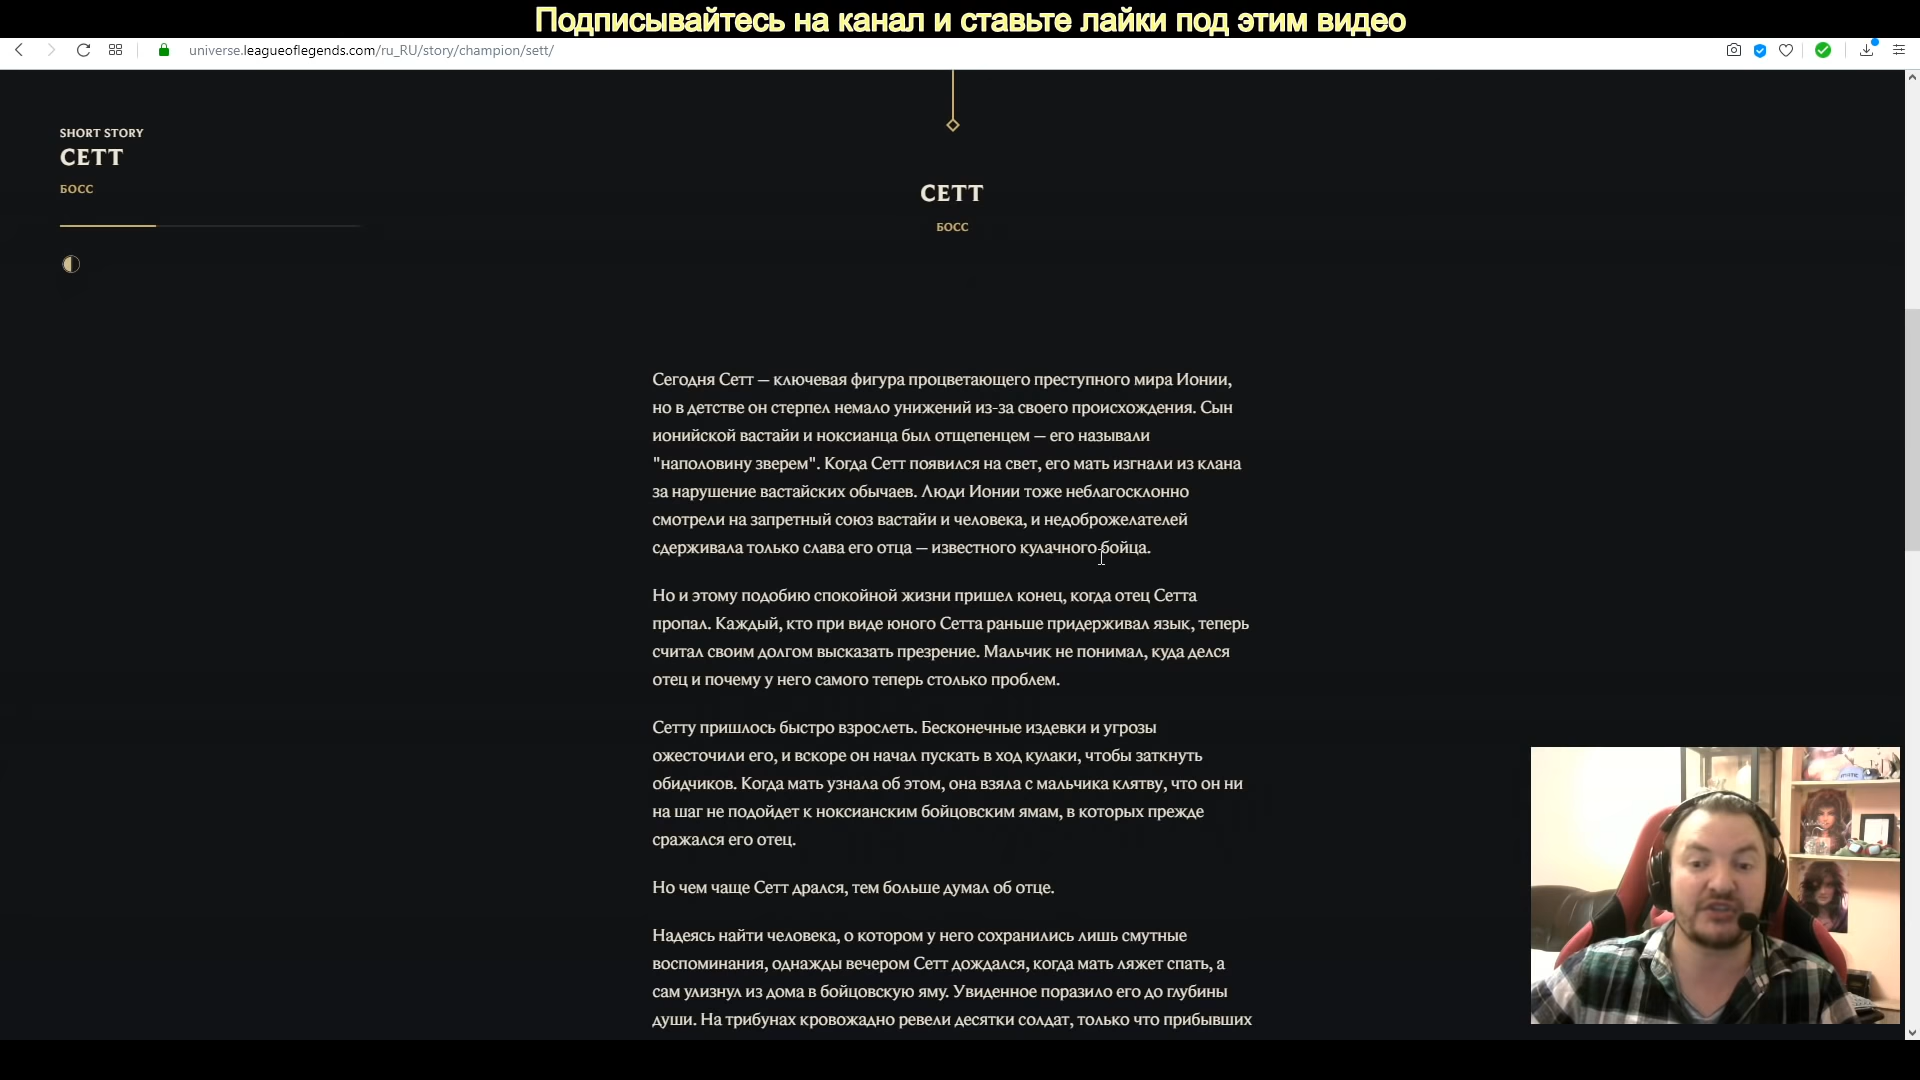 Подписывайтесь на канал и ставьте лайки под этим видео
universe.leagueoflegends.com/ru_RU/story/champion/sett/
SHORT STORY
СЕТТ
БОСС
СЕТТ
БОСС
Сегодня Сетт — ключевая фигура процветающего преступного мира Ионии,
но в детстве он стерпел немало унижений из-за своего происхождения. Сын
ионийской вастайи и ноксианца был отщепенцем — его называли
"наполовину зверем". Когда Сетт появился на свет, его мать изгнали из клана
за нарушение вастайских обычаев. Люди Ионии тоже неблагосклонно
смотрели на запретный союз вастайи и человека, и недоброжелателей
сдерживала только слава его отца — известного кулачного бойца.
Но и этому подобию спокойной жизни пришел конец, когда отец Сетта
пропал. Каждый, кто при виде юного Сетта раньше придерживал язык, теперь
считал своим долгом высказать презрение. Мальчик не понимал, куда делся
отец и почему у него самого теперь столько проблем.
Сетту пришлось быстро взрослеть. Бесконечные издевки и угрозы
ожесточили его, и вскоре он начал пускать в ход кулаки, чтобы заткнуть
обидчиков. Когда мать узнала об этом, она взяла с мальчика клятву, что он ни
на шаг не подойдет к ноксианским бойцовским ямам, в которых прежде
сражался его отец.
Но чем чаще Сетт дрался, тем больше думал об отце.
Надеясь найти человека, о котором у него сохранились лишь смутные
воспоминания, однажды вечером Сетт дождался, когда мать ляжет спать, а
сам улизнул из дома в бойцовскую яму. Увиденное поразило его до глубины
души. На трибунах кровожадно ревели десятки солдат, только что прибывших